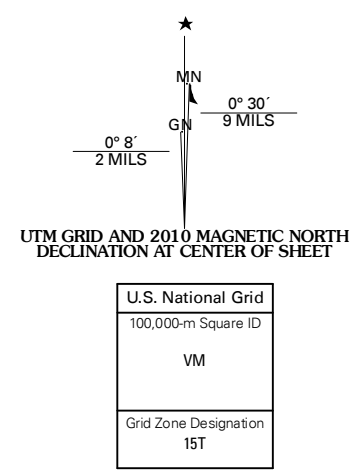 ★
MN
0° 30´
9 MILS
GN
0° 8´
2 MILS
UTM GRID AND 2010 MAGNETIC NORTH
DECLINATION AT CENTER OF SHEET
U.S. National Grid
100,000-m Square ID
VM
Grid Zone Designation
15T